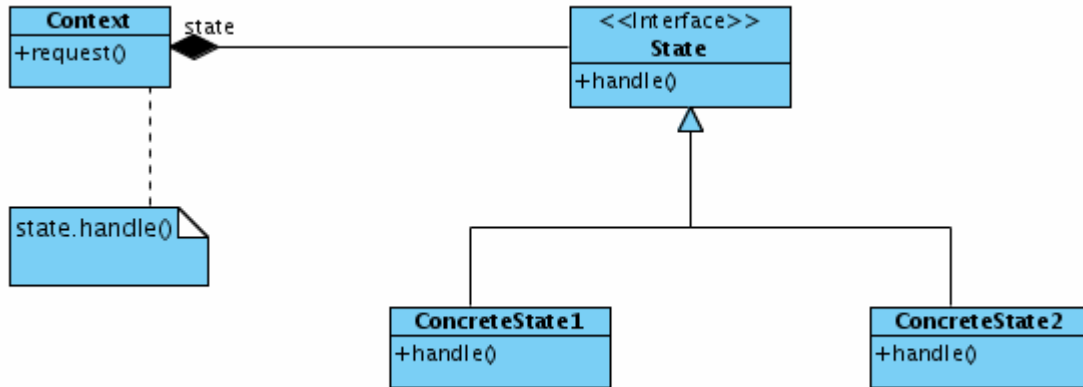 Context
+request()
state
<<Interface>>
State
+handle()
state.handle()
ConcreteState1
+handle()
ConcreteState2
+handle()